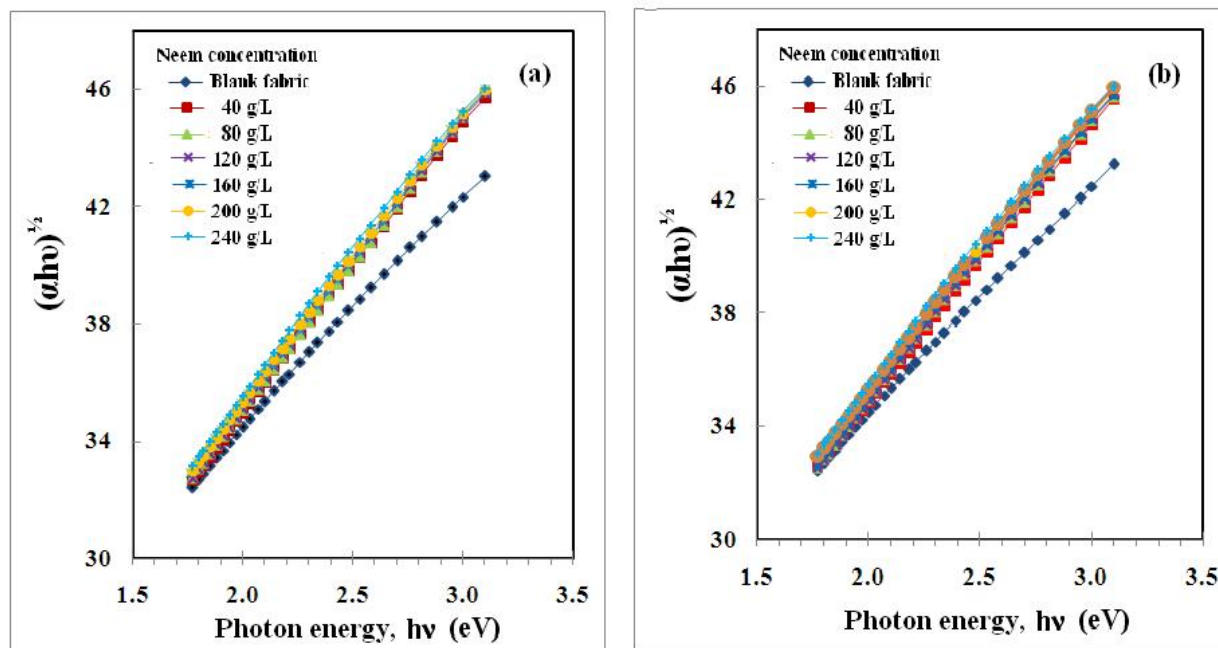 Neem concentration
Blank fabric
40 g/L
80 g/L
120 g/L
160 g/L
200 g/L
240 g/L
(a)
46
42
38
34
30
(αhυ)^½
1.5 2.0 2.5 3.0 3.5
Photon energy, hν (eV)
Neem concentration
Blank fabric
40 g/L
80 g/L
120 g/L
160 g/L
200 g/L
240 g/L
(b)
46
42
38
34
30
(αhυ)^½
1.5 2.0 2.5 3.0 3.5
Photon energy, hν (eV)